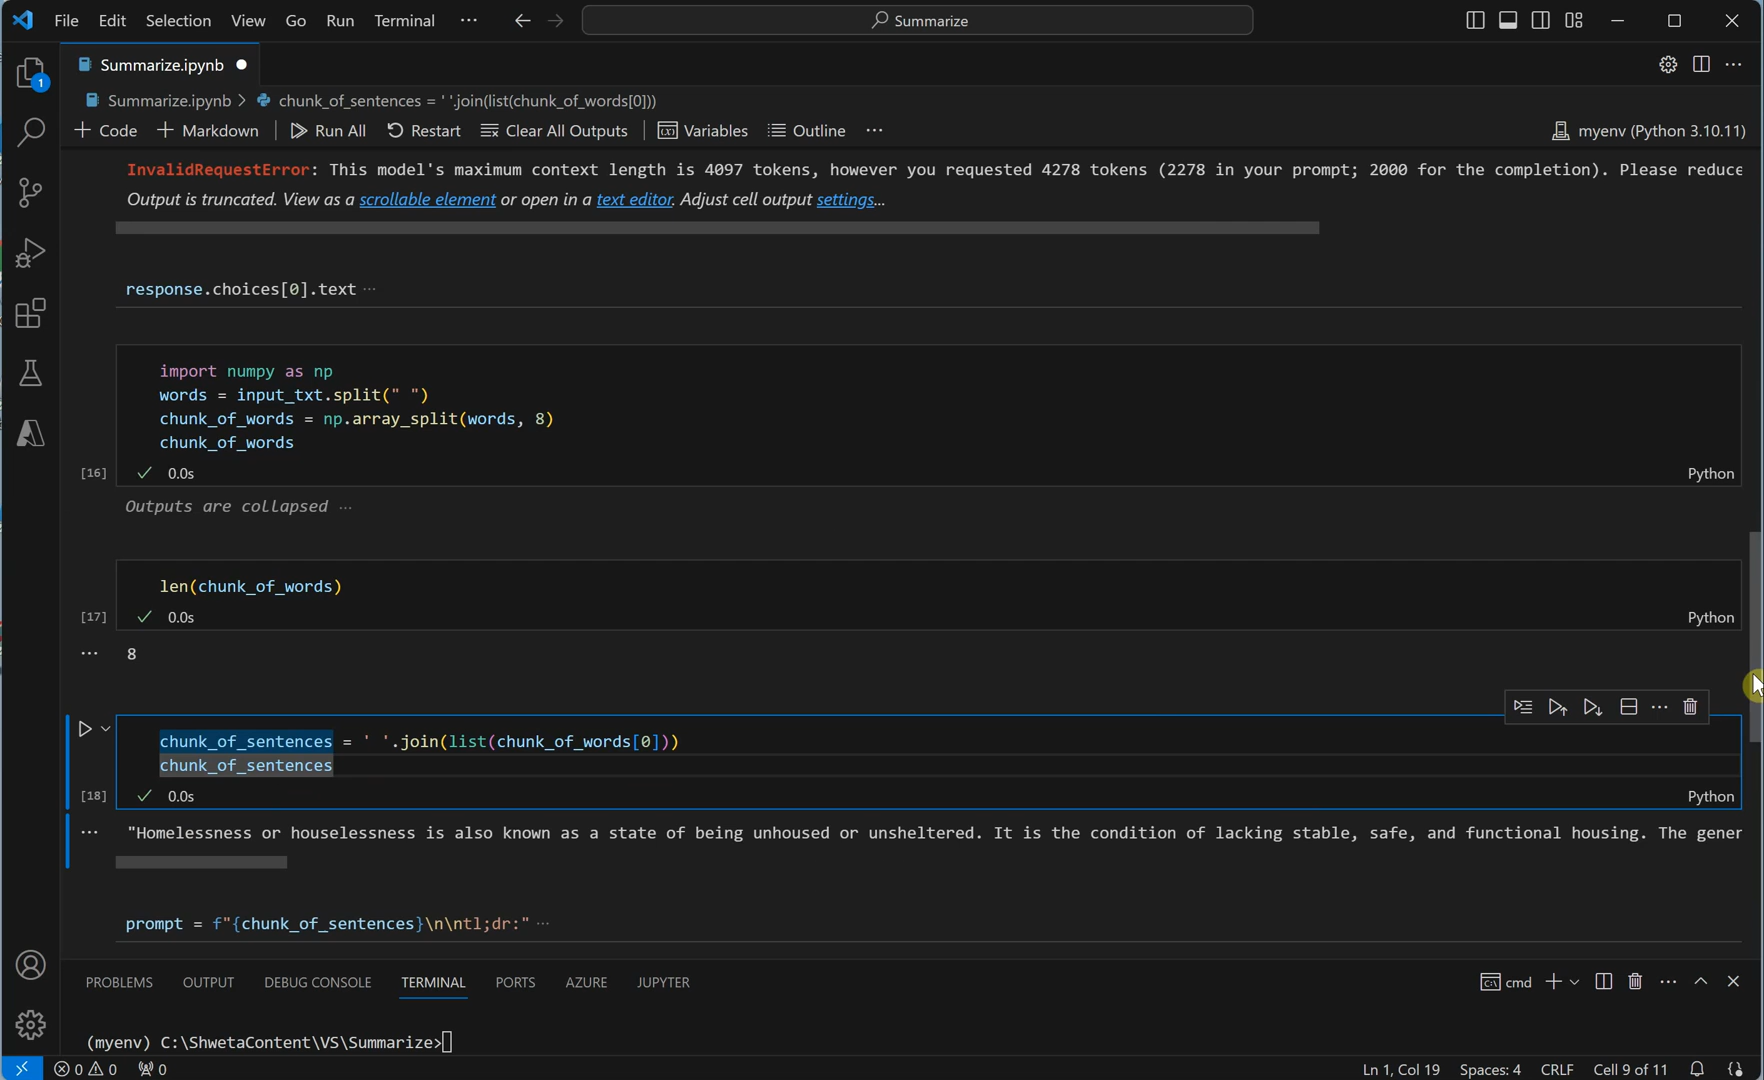 File Edit Selection View Go Run Terminal ··· Summarize
Summarize.ipynb
Summarize.ipynb > chunk_of_sentences = ' '.join(list(chunk_of_words[0]))
+ Code + Markdown Run All Restart Clear All Outputs Variables Outline ··· myenv (Python 3.10.11)
InvalidRequestError: This model's maximum context length is 4097 tokens, however you requested 4278 tokens (2278 in your prompt; 2000 for the completion). Please reduce
Output is truncated. View as a scrollable element or open in a text editor. Adjust cell output settings...
response.choices[0].text ···
import numpy as np
words = input_txt.split(" ")
chunk_of_words = np.array_split(words, 8)
chunk_of_words
[16] ✓ 0.0s Python
Outputs are collapsed ···
len(chunk_of_words)
[17] ✓ 0.0s Python
··· 8
chunk_of_sentences = ' '.join(list(chunk_of_words[0]))
chunk_of_sentences
[18] ✓ 0.0s Python
··· "Homelessness or houselessness is also known as a state of being unhoused or unsheltered. It is the condition of lacking stable, safe, and functional housing. The gener
prompt = f"{chunk_of_sentences}\n\ntl;dr:" ···
PROBLEMS OUTPUT DEBUG CONSOLE TERMINAL PORTS AZURE JUPYTER cmd
(myenv) C:\ShwetaContent\VS\Summarize>
0 0 0 Ln 1, Col 19 Spaces: 4 CRLF Cell 9 of 11